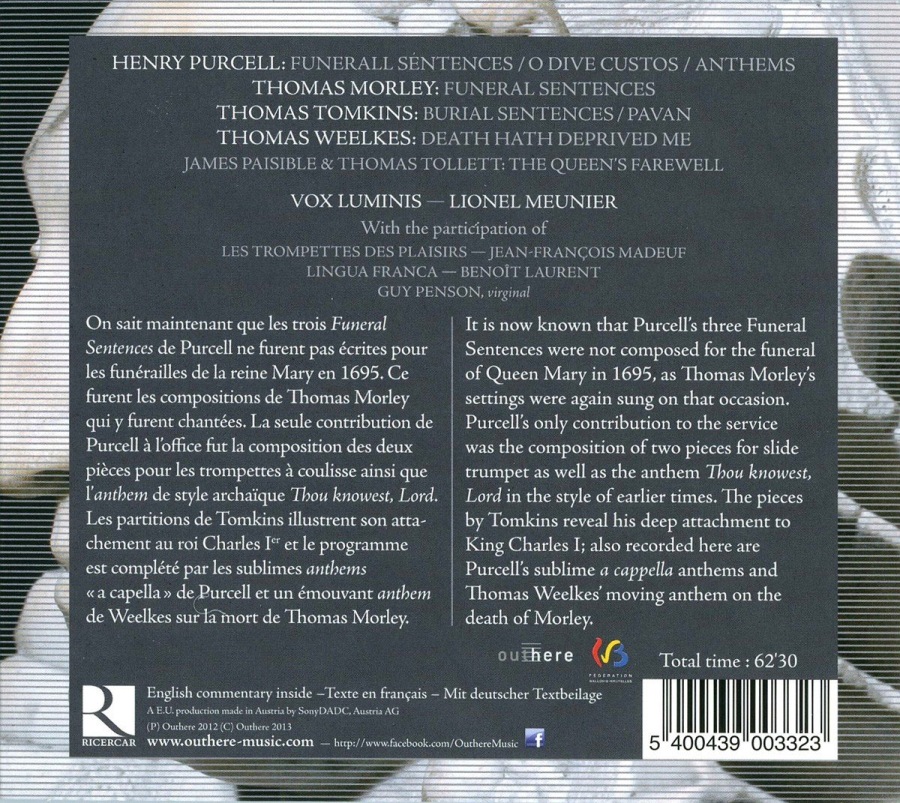 HENRY PURCELL: FUNERALL SENTENCES / O DIVE CUSTOS / ANTHEMS
THOMAS MORLEY: FUNERAL SENTENCES
THOMAS TOMKINS: BURIAL SENTENCES / PAVAN
THOMAS WEELKES: DEATH HATH DEPRIVED ME
JAMES PAISIBLE & THOMAS TOLLETT: THE QUEEN'S FAREWELL
VOX LUMINIS — LIONEL MEUNIER
With the participation of
LES TROMPETTES DES PLAISIRS — JEAN-FRANÇOIS MADEUF
LINGUA FRANCA — BENOÎT LAURENT
GUY PENSON, virginal
On sait maintenant que les trois Funeral
Sentences de Purcell ne furent pas écrites pour
les funérailles de la reine Mary en 1695. Ce
furent les compositions de Thomas Morley
qui y furent chantées. La seule contribution de
Purcell à l'office fut la composition des deux
pièces pour les trompettes à coulisse ainsi que
l'anthem de style archaïque Thou knowest, Lord.
Les partitions de Tomkins illustrent son atta-
chement au roi Charles Ier et le programme
est complété par les sublimes anthems
« a capella » de Purcell et un émouvant anthem
de Weelkes sur la mort de Thomas Morley.
It is now known that Purcell's three Funeral
Sentences were not composed for the funeral
of Queen Mary in 1695, as Thomas Morley's
settings were again sung on that occasion.
Purcell's only contribution to the service
was the composition of two pieces for slide
trumpet as well as the anthem Thou knowest,
Lord in the style of earlier times. The pieces
by Tomkins reveal his deep attachment to
King Charles I; also recorded here are
Purcell's sublime a cappella anthems and
Thomas Weelkes' moving anthem on the
death of Morley.
outhere
FÉDÉRATION
WALLONIE-BRUXELLES
Total time : 62'30
R
RICERCAR
English commentary inside –Texte en français – Mit deutscher Textbeilage
A E.U. production made in Austria by SonyDADC, Austria AG
(P) Outhere 2012 (C) Outhere 2013
www.outhere-music.com — http://www.facebook.com/OuthereMusic f
5 400439 003323